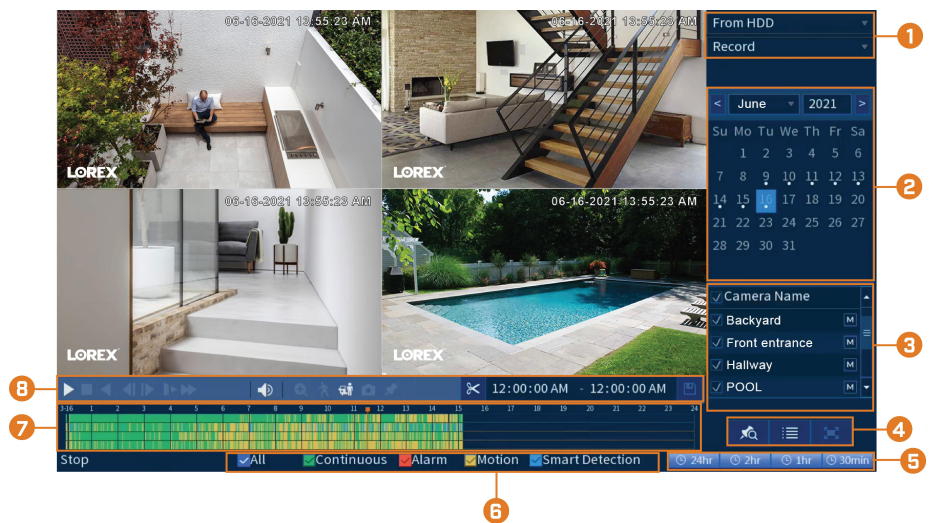 06-16-2021 13:55:23 AM
06-16-2021 13:55:23 AM
LOREX
LOREX
06-16-2021 13:55:23 AM
06-16-2021 13:55:23 AM
LOREX
LOREX
From HDD
Record
1
< June 2021 >
Su Mo Tu We Th Fr Sa
1 2 3 4 5 6
7 8 9 10 11 12 13
14 15 16 17 18 19 20
21 22 23 24 25 26 27
28 29 30 31
2
Camera Name
Backyard M
Front entrance M
Hallway M
POOL M
3
8
12:00:00 AM - 12:00:00 AM
4
7
3-16 1 2 3 4 5 6 7 8 9 10 11 12 13 14 15 16 17 18 19 20 21 22 23 24
Stop
All Continuous Alarm Motion Smart Detection
24hr 2hr 1hr 30min
5
6